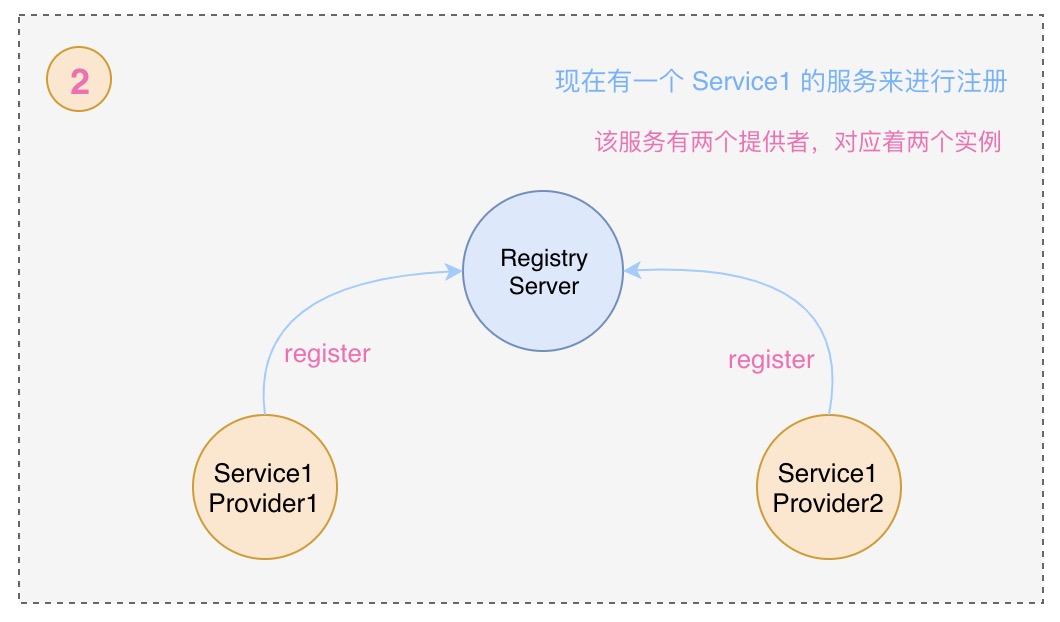 2
现在有一个 Service1 的服务来进行注册
该服务有两个提供者，对应着两个实例
Registry
Server
register
register
Service1
Provider1
Service1
Provider2